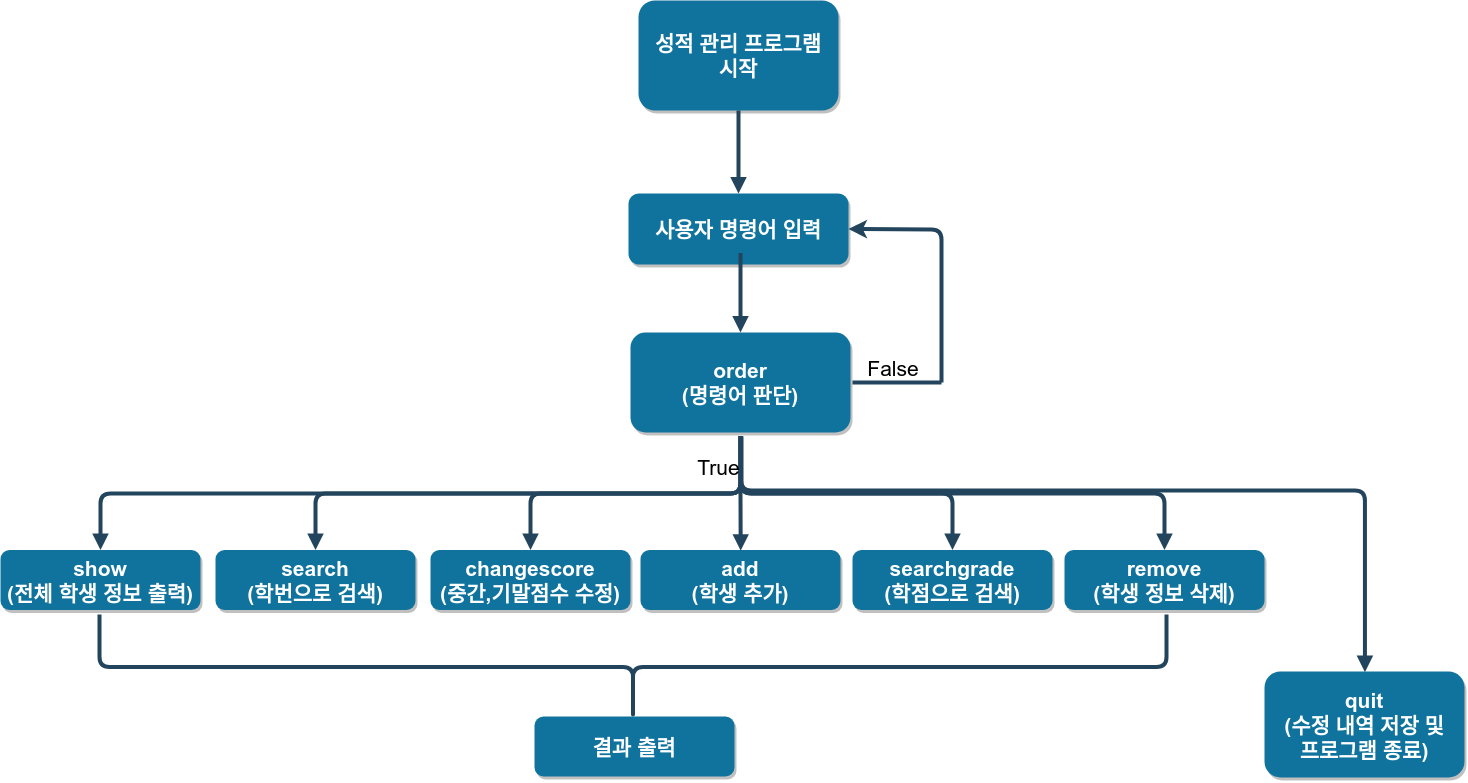 성적 관리 프로그램
시작
사용자 명령어 입력
order
(명령어 판단)
False
True
show
(전체 학생 정보 출력)
search
(학번으로 검색)
changescore
(중간,기말점수 수정)
add
(학생 추가)
searchgrade
(학점으로 검색)
remove
(학생 정보 삭제)
quit
(수정 내역 저장 및
프로그램 종료)
결과 출력